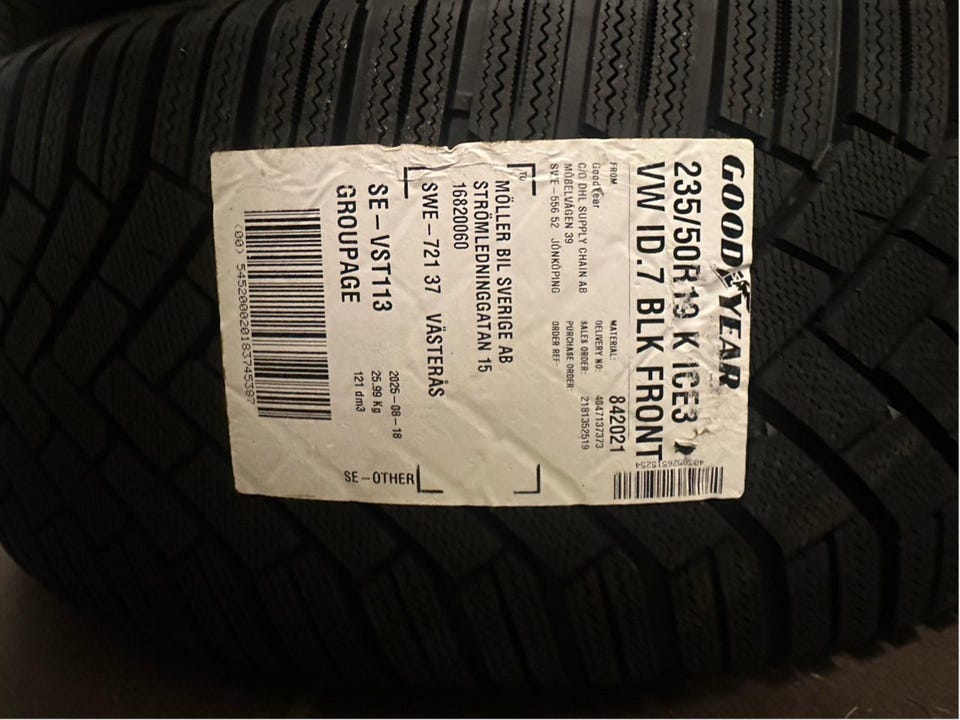 GOODYEAR
235/50R19 K ICE3
VW ID.7 BLK FRONT
FROM
GoodYear
C/O DHL SUPPLY CHAIN AB
MÖBELVÄGEN 39
SWE-556 52 JÖNKÖPING
MATERIAL: 842021
DELIVERY NO: 4047137373
SALES ORDER: 2181352519
PURCHASE ORDER:
ORDER REF:
TO
MÖLLER BIL SVERIGE AB
STRÖMLEDNINGGATAN 15
16820060
SWE-721 37 VÄSTERÅS
SE-VST113
GROUPAGE
2025-08-18
25.99 Kg
121 dm3
SE-OTHER
(00) 545200020183745387